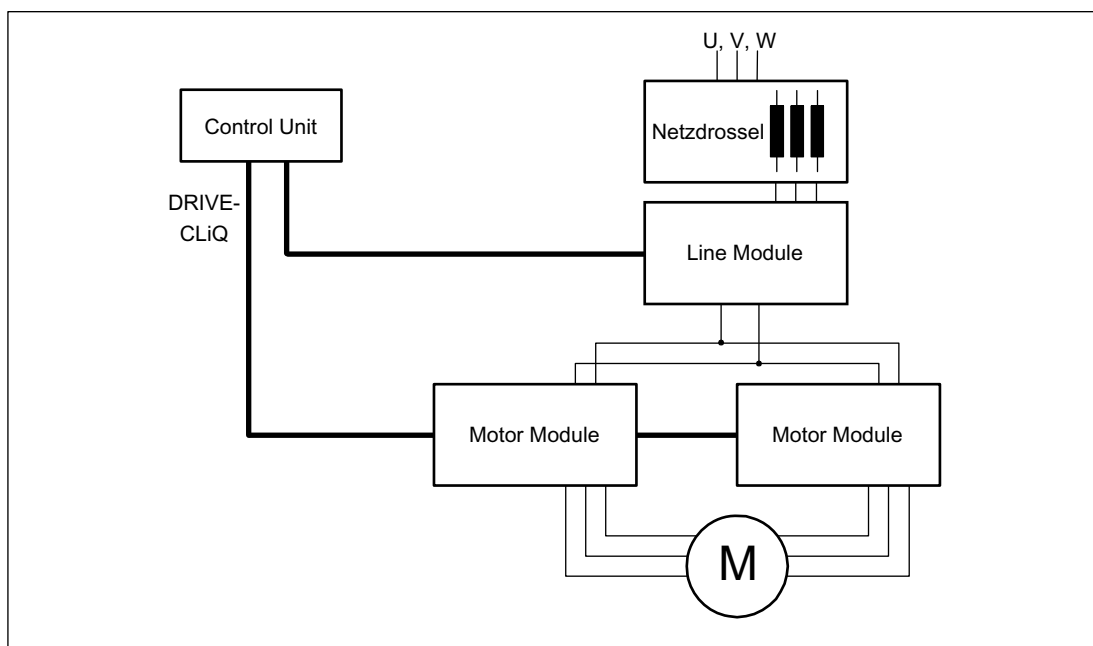 U, V, W
Control Unit
Netzdrossel
DRIVE-
CLiQ
Line Module
Motor Module
Motor Module
M